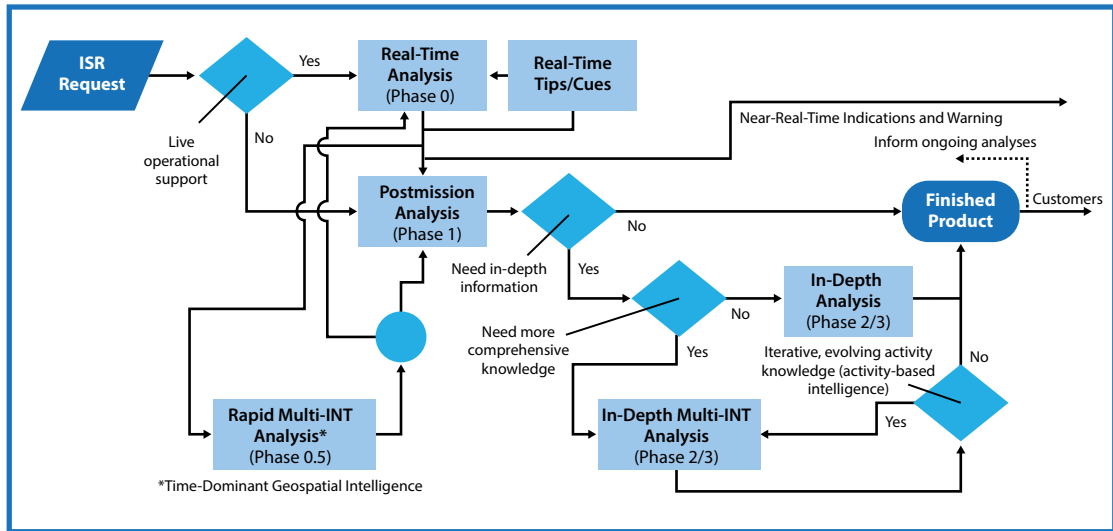 ISR
Request
Yes
Real-Time
Analysis
(Phase 0)
Real-Time
Tips/Cues
Near-Real-Time Indications and Warning
Live
operational
support
No
Inform ongoing analyses
Postmission
Analysis
(Phase 1)
No
Finished
Product
Customers
Need in-depth
information
Yes
In-Depth
Analysis
(Phase 2/3)
No
Need more
comprehensive
knowledge
Yes
Iterative, evolving activity
knowledge (activity-based
intelligence)
No
Rapid Multi-INT
Analysis*
(Phase 0.5)
In-Depth Multi-INT
Analysis
(Phase 2/3)
Yes
*Time-Dominant Geospatial Intelligence